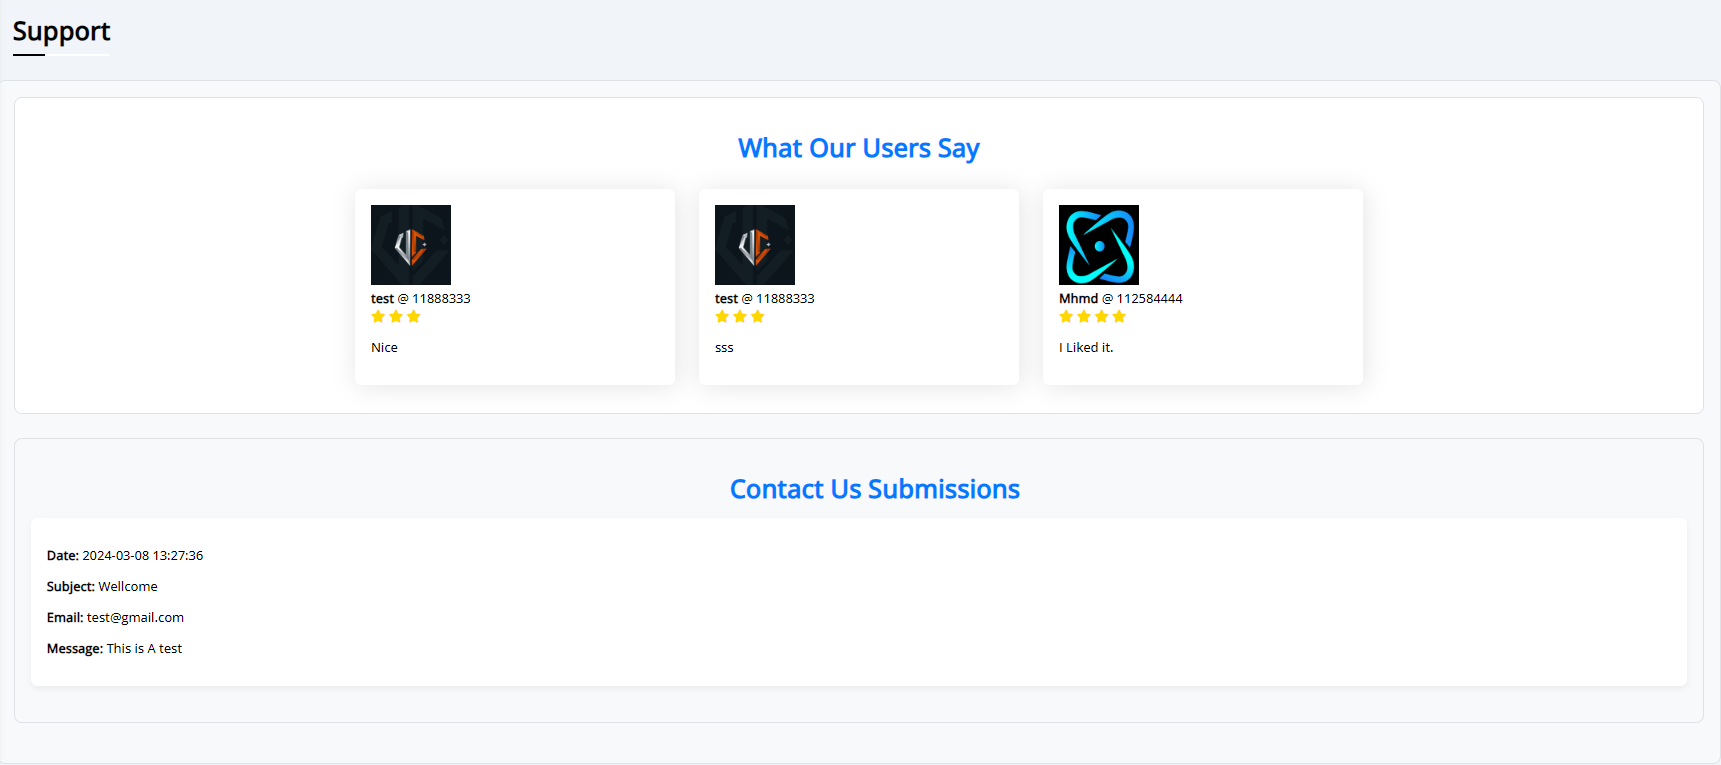 Support
What Our Users Say
test @ 11888333
Nice
test @ 11888333
sss
Mhmd @ 112584444
I Liked it.
Contact Us Submissions
Date: 2024-03-08 13:27:36
Subject: Wellcome
Email: test@gmail.com
Message: This is A test